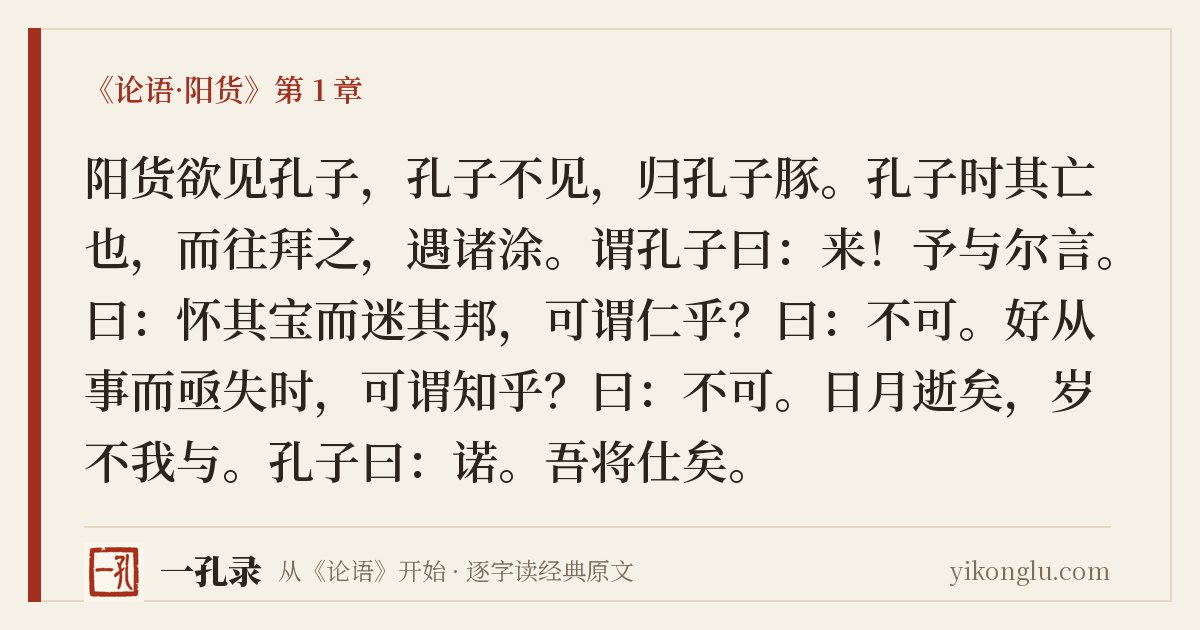 《论语·阳货》第 1 章
阳货欲见孔子，孔子不见，归孔子豚。孔子时其亡
也，而往拜之，遇诸涂。谓孔子曰：来！予与尔言。
曰：怀其宝而迷其邦，可谓仁乎？曰：不可。好从
事而亟失时，可谓知乎？曰：不可。日月逝矣，岁
不我与。孔子曰：诺。吾将仕矣。
一孔
一孔录
从《论语》开始 · 逐字读经典原文
yikonglu.com